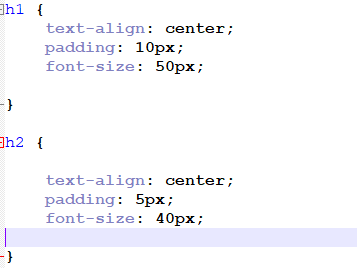 h1 {
text-align: center;
padding: 10px;
font-size: 50px;
}
h2 {
text-align: center;
padding: 5px;
font-size: 40px;
}